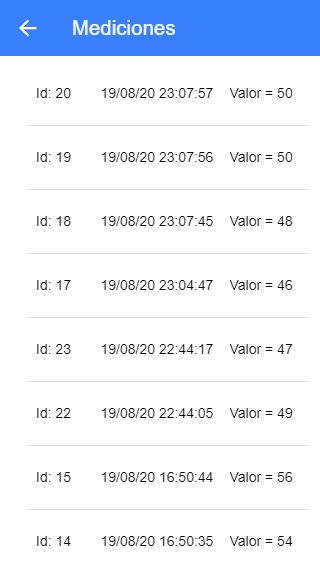 Mediciones
Id: 20 19/08/20 23:07:57 Valor = 50
Id: 19 19/08/20 23:07:56 Valor = 50
Id: 18 19/08/20 23:07:45 Valor = 48
Id: 17 19/08/20 23:04:47 Valor = 46
Id: 23 19/08/20 22:44:17 Valor = 47
Id: 22 19/08/20 22:44:05 Valor = 49
Id: 15 19/08/20 16:50:44 Valor = 56
Id: 14 19/08/20 16:50:35 Valor = 54